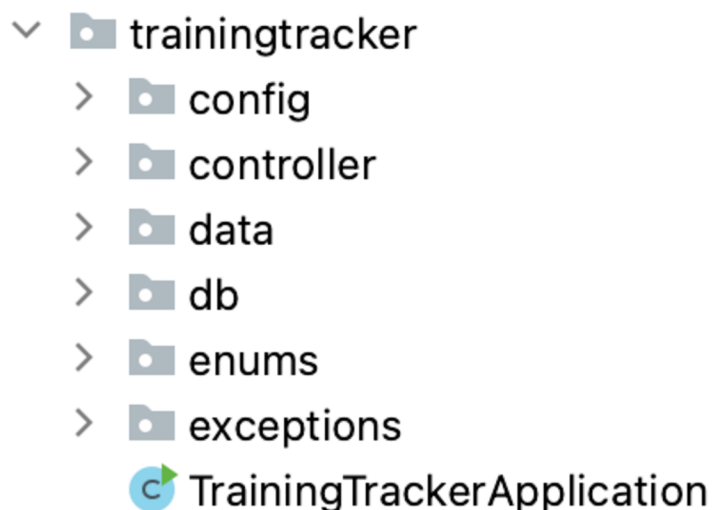 trainingtracker
config
controller
data
db
enums
exceptions
C TrainingTrackerApplication